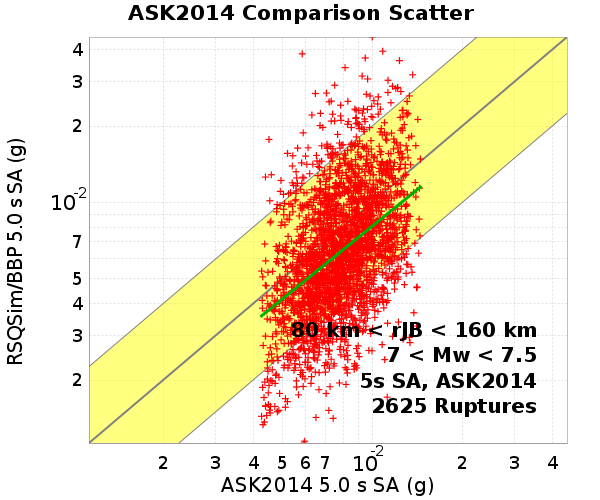 ASK2014 Comparison Scatter
RSQSim/BBP 5.0 s SA (g)
4
3
2
10-2
7
5
4
3
2
80 km < rJB < 160 km
7 < Mw < 7.5
5s SA, ASK2014
2625 Ruptures
2 3 4 5 6 7 10-2 2 3 4
ASK2014 5.0 s SA (g)